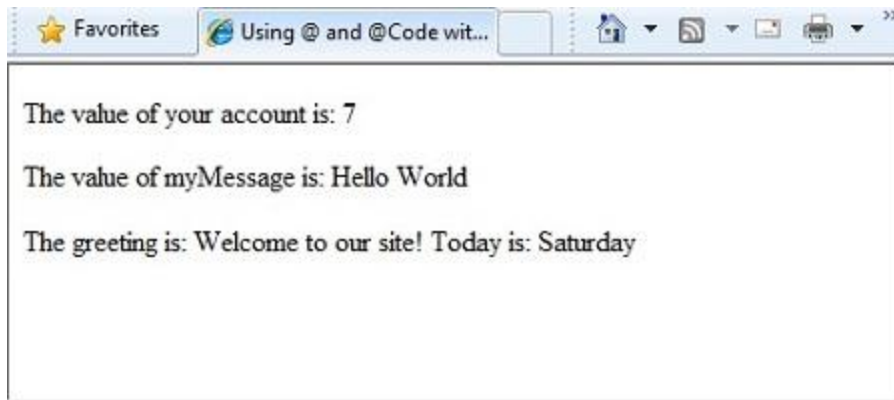 Favorites
Using @ and @Code wit...
The value of your account is: 7
The value of myMessage is: Hello World
The greeting is: Welcome to our site! Today is: Saturday